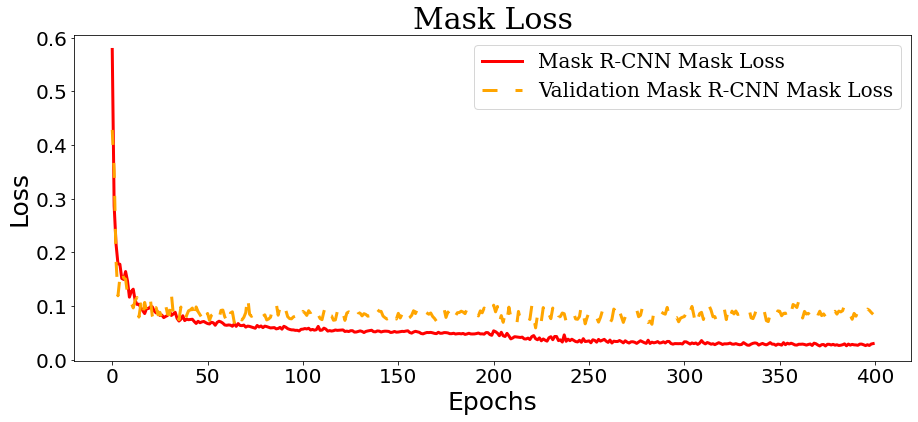 Mask Loss
Mask R-CNN Mask Loss
Validation Mask R-CNN Mask Loss
0.6
0.5
0.4
0.3
0.2
0.1
0.0
Loss
0 50 100 150 200 250 300 350 400
Epochs